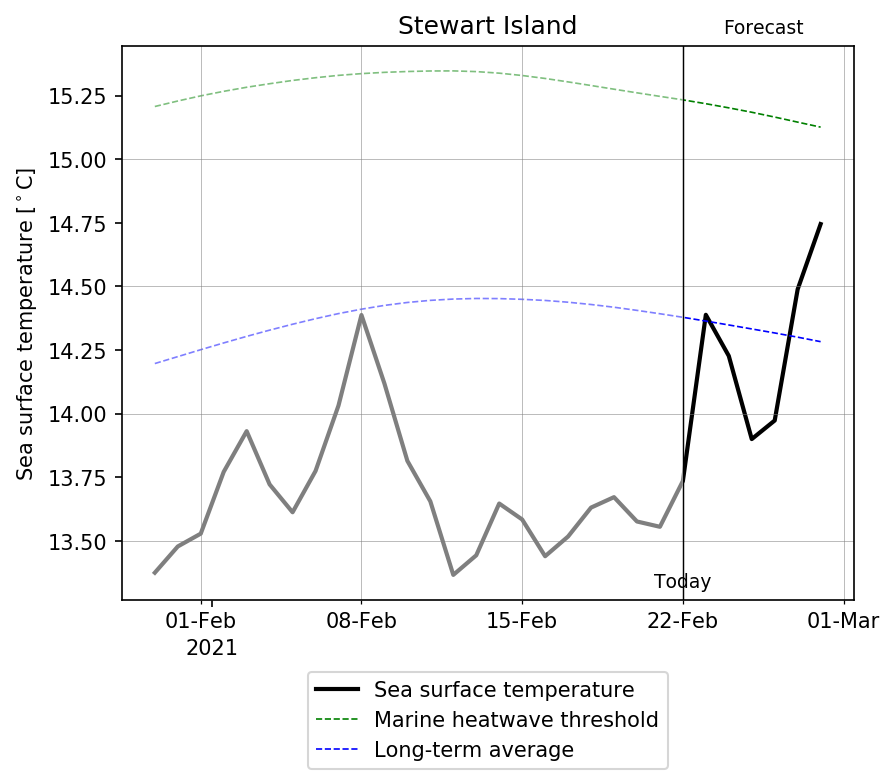 Stewart Island
Forecast
Sea surface temperature [°C]
15.25
15.00
14.75
14.50
14.25
14.00
13.75
13.50
Today
01-Feb
08-Feb
15-Feb
22-Feb
01-Mar
2021
Sea surface temperature
Marine heatwave threshold
Long-term average